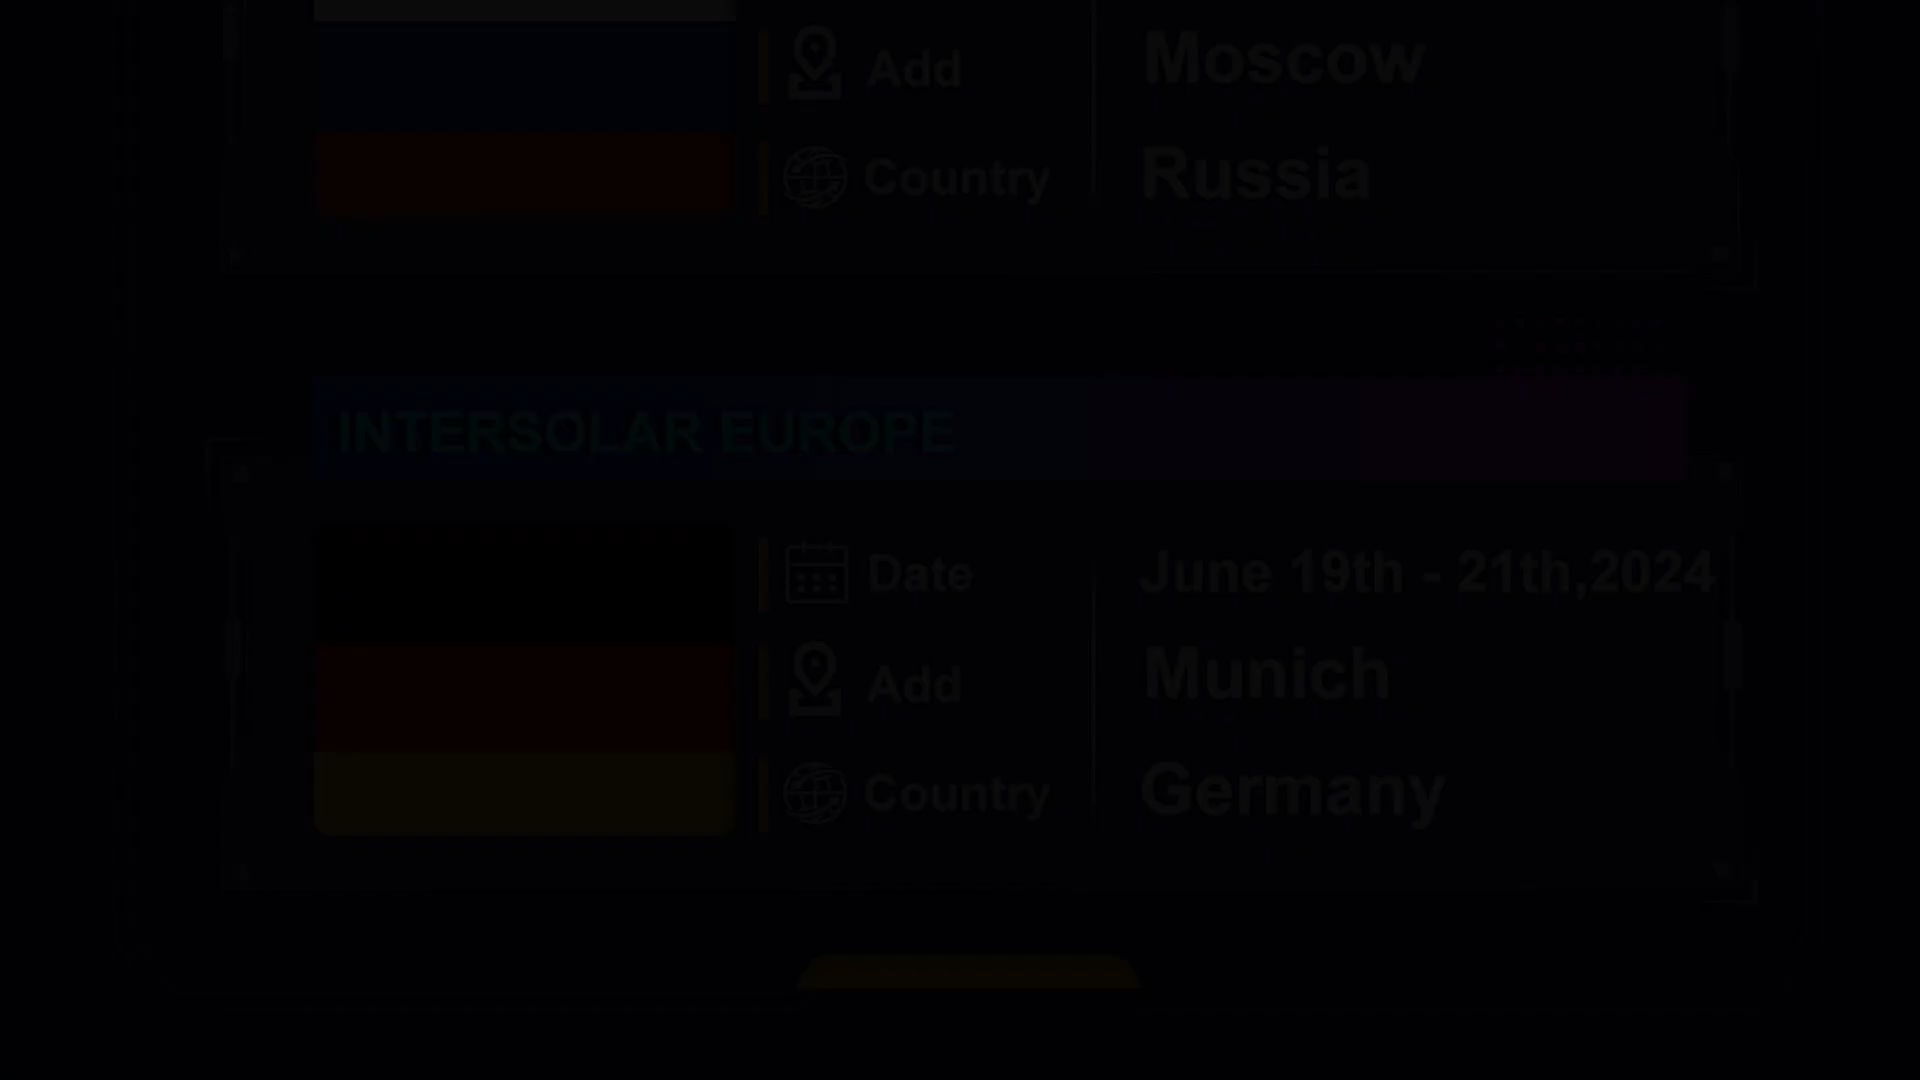 Add Moscow
Country Russia
INTERSOLAR EUROPE
Date June 19th - 21th,2024
Add Munich
Country Germany